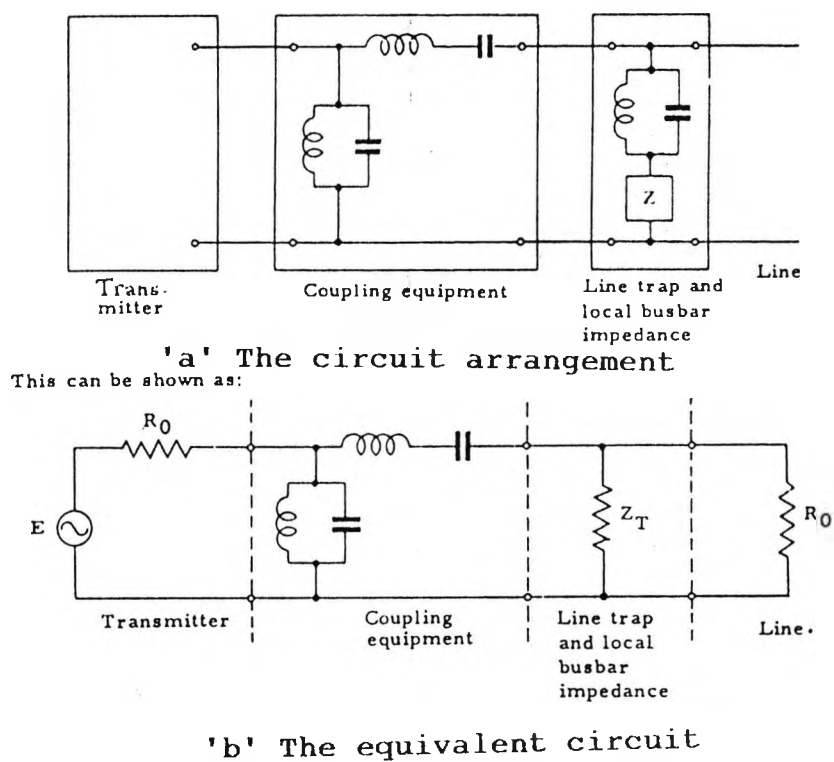 Z
Trans-
mitter
Coupling equipment
Line trap and
local busbar
impedance
Line
'a' The circuit arrangement
This can be shown as:
R0
E
ZT
R0
Transmitter
Coupling
equipment
Line trap
and local
busbar
impedance
Line.
'b' The equivalent circuit